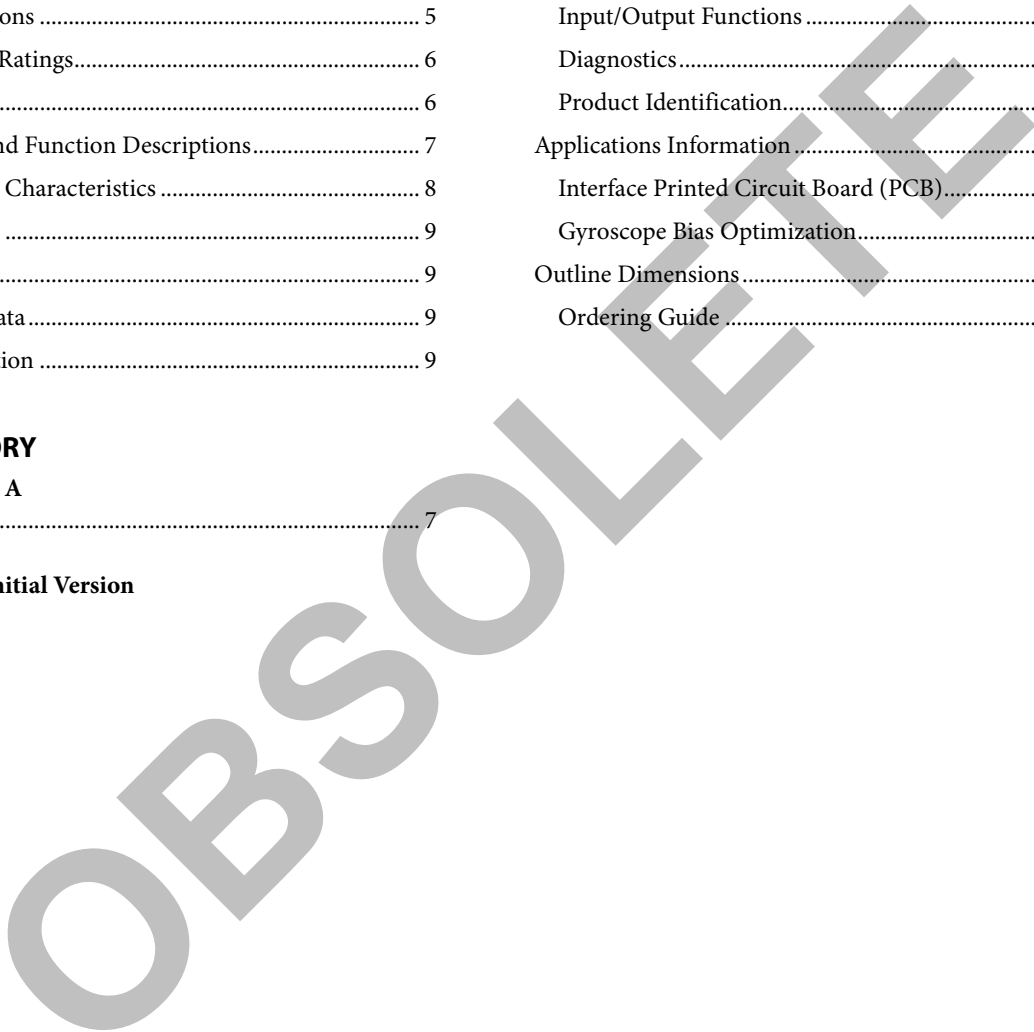 ons ................................................................ 5
Ratings ................................................................ 6
................................................................ 6
nd Function Descriptions ................................................................ 7
Characteristics ................................................................ 8
................................................................ 9
................................................................ 9
ata ................................................................ 9
tion ................................................................ 9
ORY
A
................................................................ 7
nitial Version
Input/Output Functions ................................................................
Diagnostics ................................................................
Product Identification ................................................................
Applications Information ................................................................
Interface Printed Circuit Board (PCB) ................................................................
Gyroscope Bias Optimization ................................................................
Outline Dimensions ................................................................
Ordering Guide ................................................................
OBSOLETE